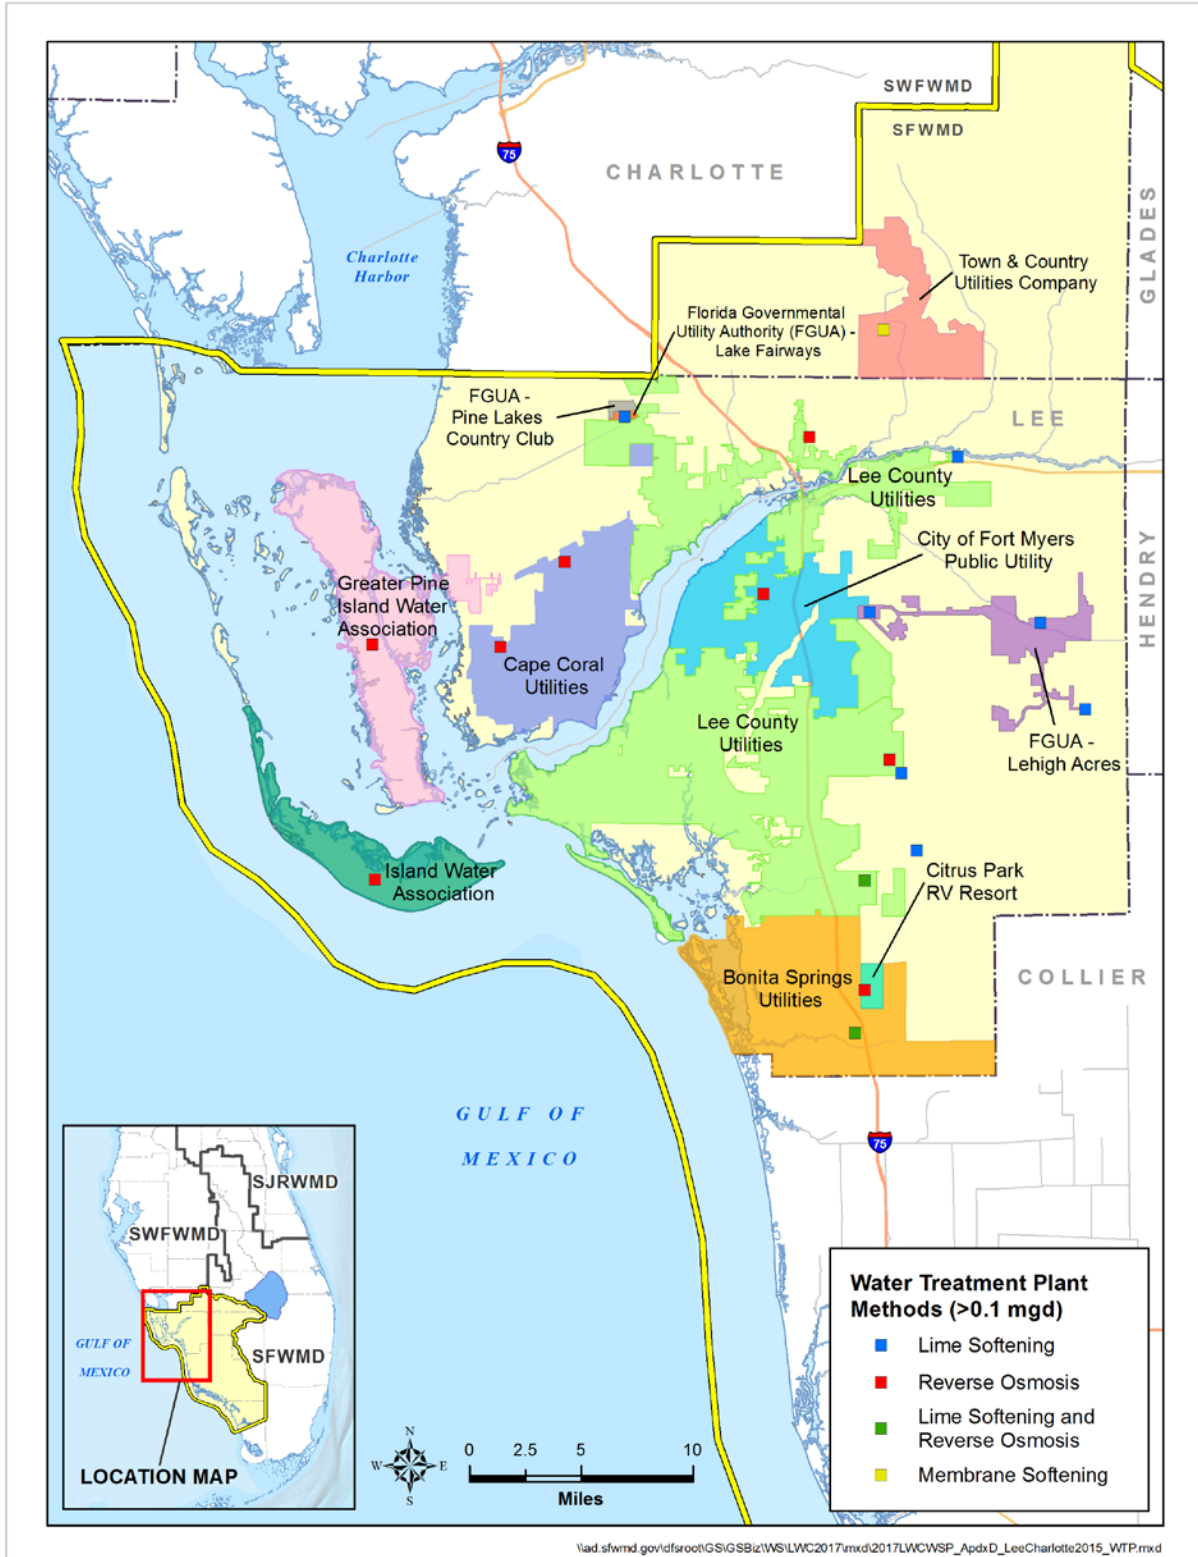 SWFWMD
SFWMD
75
CHARLOTTE
GLADES
Charlotte
Harbor
Town & Country
Utilities Company
Florida Governmental
Utility Authority (FGUA) -
Lake Fairways
FGUA -
Pine Lakes
Country Club
LEE
Lee County
Utilities
City of Fort Myers
Public Utility
HENDRY
Greater Pine
Island Water
Association
Cape Coral
Utilities
Lee County
Utilities
FGUA -
Lehigh Acres
Island Water
Association
Citrus Park
RV Resort
Bonita Springs
Utilities
COLLIER
GULF OF
MEXICO
75
SJRWMD
SWFWMD
GULF OF
MEXICO
SFWMD
LOCATION MAP
N
W
E
S
0 2.5 5 10
Miles
Water Treatment Plant
Methods (>0.1 mgd)
Lime Softening
Reverse Osmosis
Lime Softening and
Reverse Osmosis
Membrane Softening
\\ad.sfwmd.gov\dfsroot\GS\GSBiz\WS\LWC2017\mxd\2017LWCWSP_ApdxD_LeeCharlotte2015_WTP.mxd